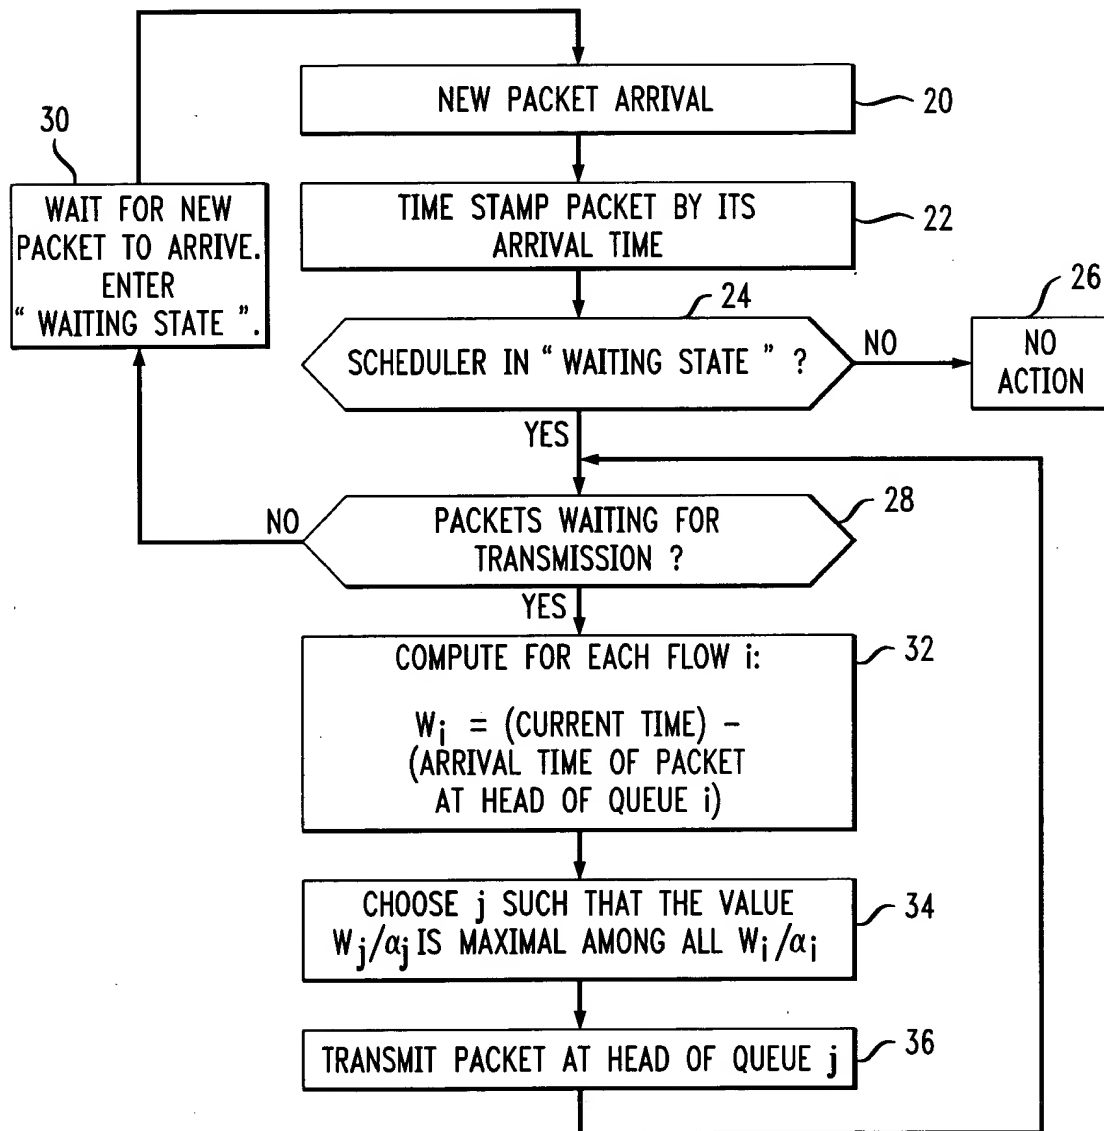 NEW PACKET ARRIVAL
20
30
WAIT FOR NEW
PACKET TO ARRIVE.
ENTER
“ WAITING STATE ”.
TIME STAMP PACKET BY ITS
ARRIVAL TIME
22
24
SCHEDULER IN “ WAITING STATE ” ?
NO
26
NO
ACTION
YES
NO
PACKETS WAITING FOR
TRANSMISSION ?
28
YES
COMPUTE FOR EACH FLOW i:
Wi = (CURRENT TIME) –
(ARRIVAL TIME OF PACKET
AT HEAD OF QUEUE i)
32
CHOOSE j SUCH THAT THE VALUE
Wj/αj IS MAXIMAL AMONG ALL Wi/αi
34
TRANSMIT PACKET AT HEAD OF QUEUE j
36